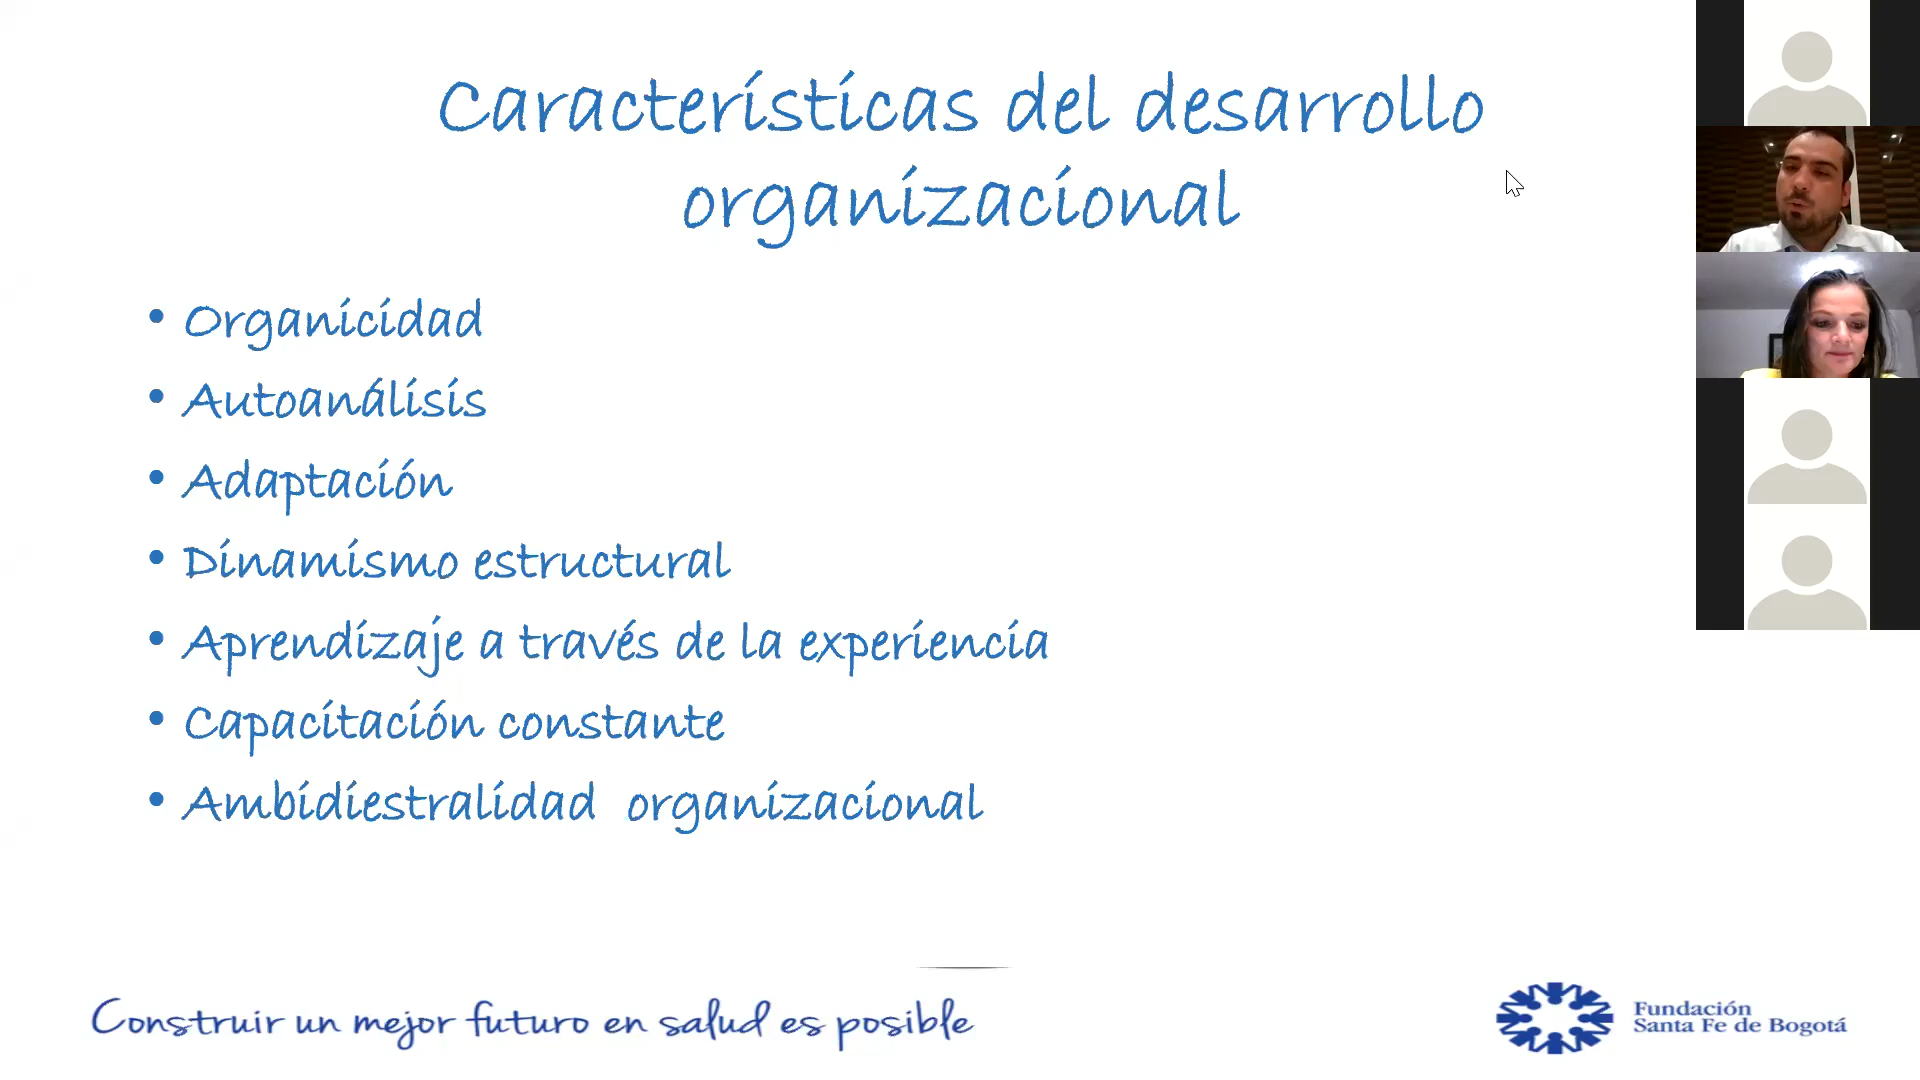 Características del desarrollo
organizacional
• Organicidad
• Autoanálisis
• Adaptación
• Dinamismo estructural
• Aprendizaje a través de la experiencia
• Capacitación constante
• Ambidiestralidad organizacional
Construir un mejor futuro en salud es posible
Fundación
Santa Fe de Bogotá